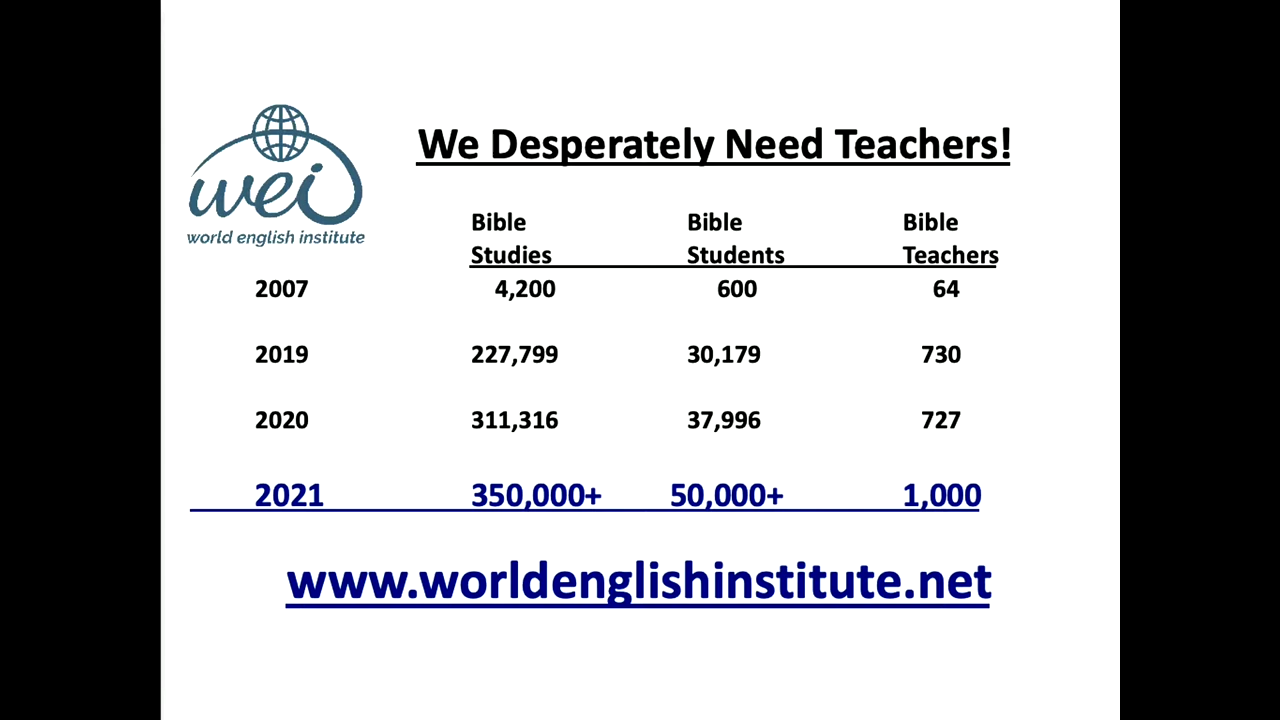 wei
world english institute
We Desperately Need Teachers!
Bible Bible Bible
Studies Students Teachers
2007 4,200 600 64
2019 227,799 30,179 730
2020 311,316 37,996 727
2021 350,000+ 50,000+ 1,000
www.worldenglishinstitute.net